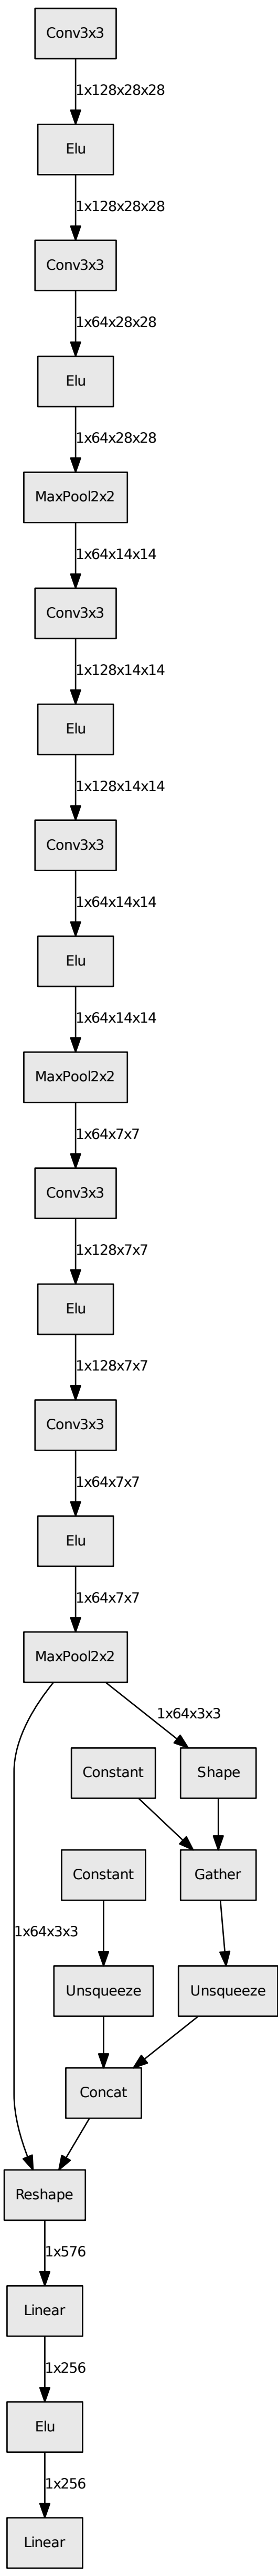 Conv3x3
1x128x28x28
Elu
1x128x28x28
Conv3x3
1x64x28x28
Elu
1x64x28x28
MaxPool2x2
1x64x14x14
Conv3x3
1x128x14x14
Elu
1x128x14x14
Conv3x3
1x64x14x14
Elu
1x64x14x14
MaxPool2x2
1x64x7x7
Conv3x3
1x128x7x7
Elu
1x128x7x7
Conv3x3
1x64x7x7
Elu
1x64x7x7
MaxPool2x2
1x64x3x3
Constant Shape
Constant Gather
1x64x3x3
Unsqueeze Unsqueeze
Concat
Reshape
1x576
Linear
1x256
Elu
1x256
Linear